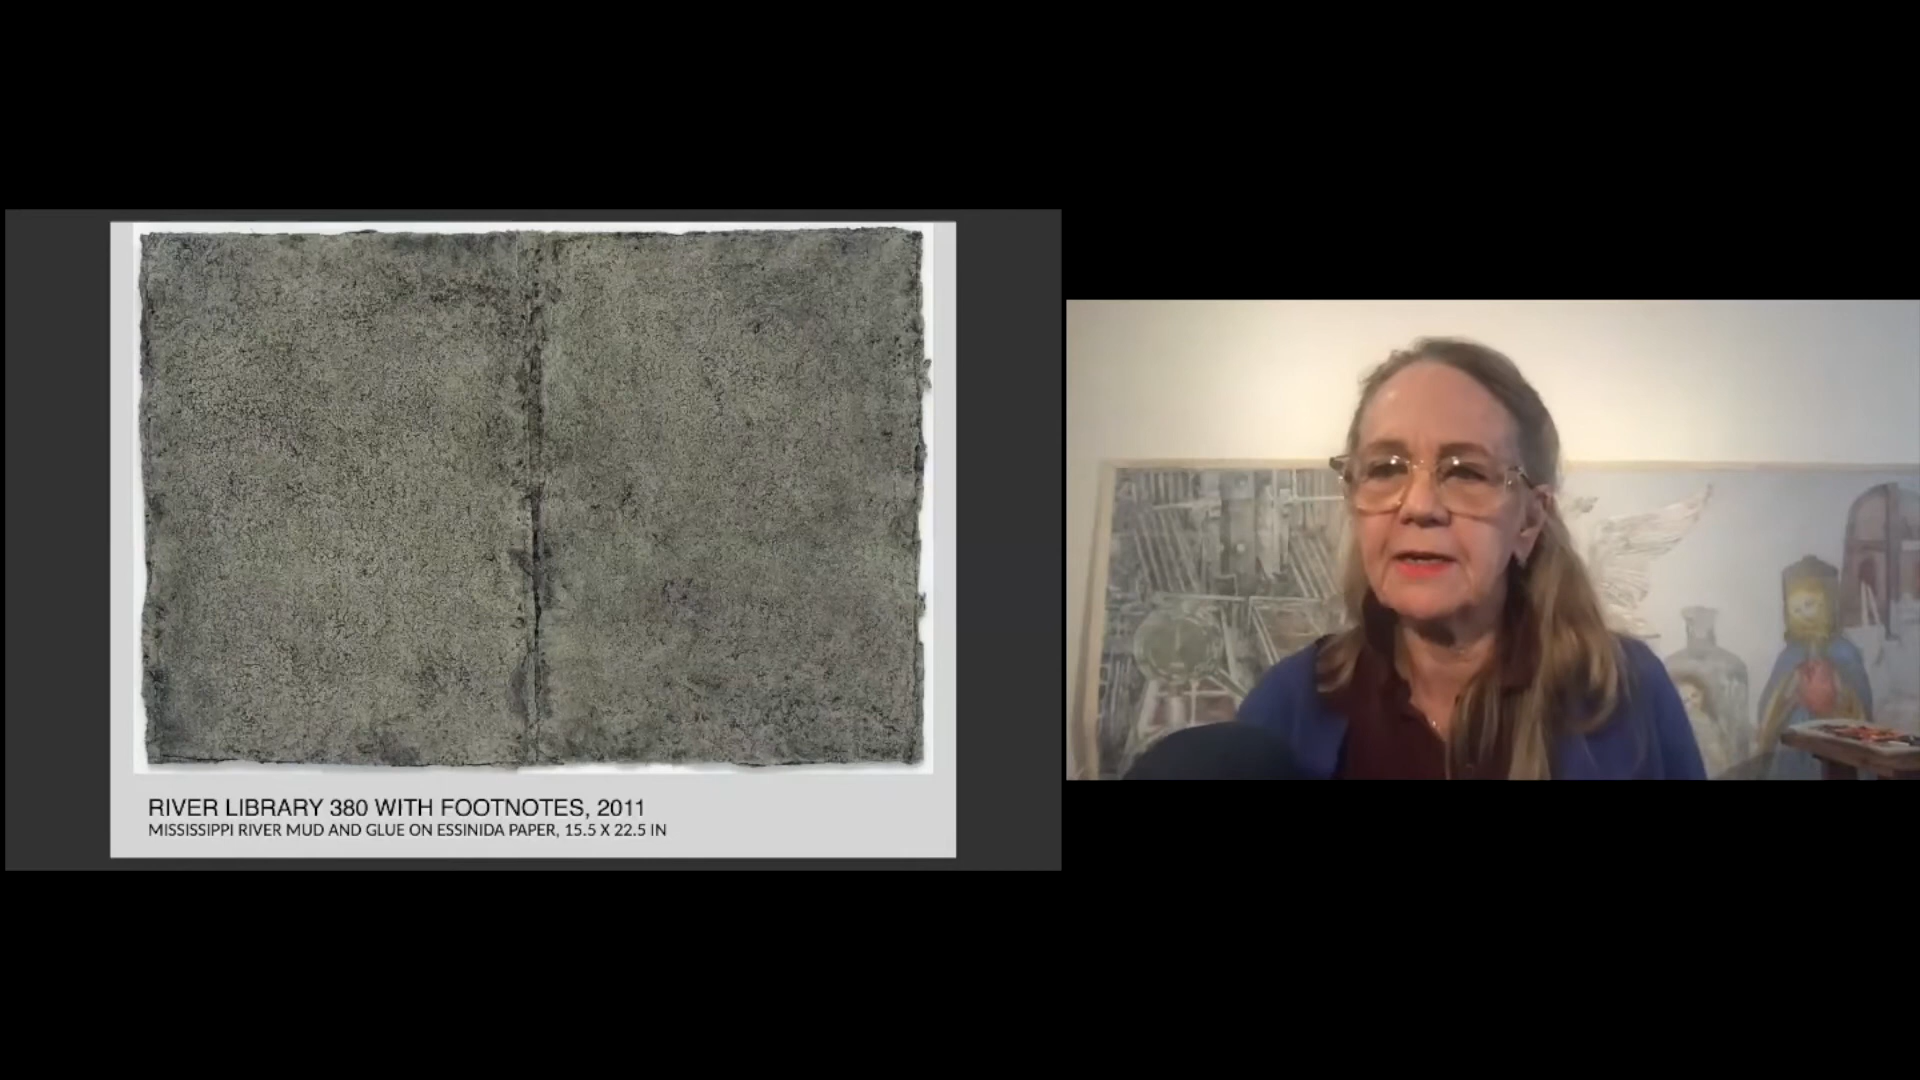 RIVER LIBRARY 380 WITH FOOTNOTES, 2011
MISSISSIPPI RIVER MUD AND GLUE ON ESSINIDA PAPER, 15.5 X 22.5 IN